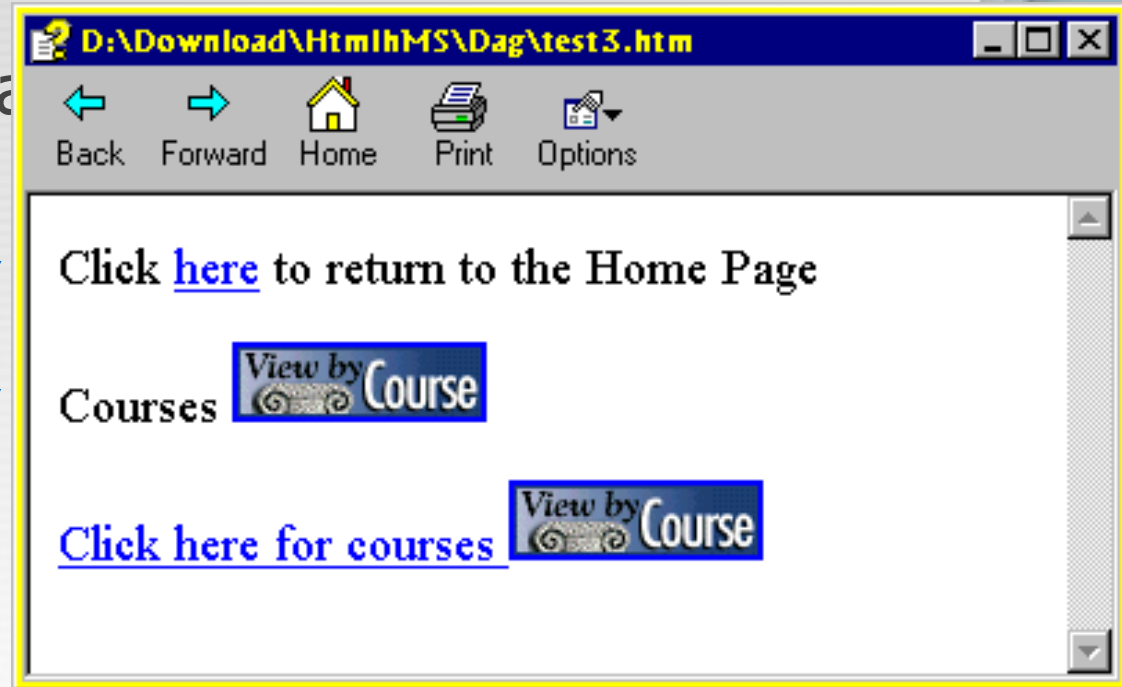 D:\Download\HtmlhMS\Dag\test3.htm
a
Back Forward Home Print Options
Click here to return to the Home Page
Courses View by Course
Click here for courses View by Course